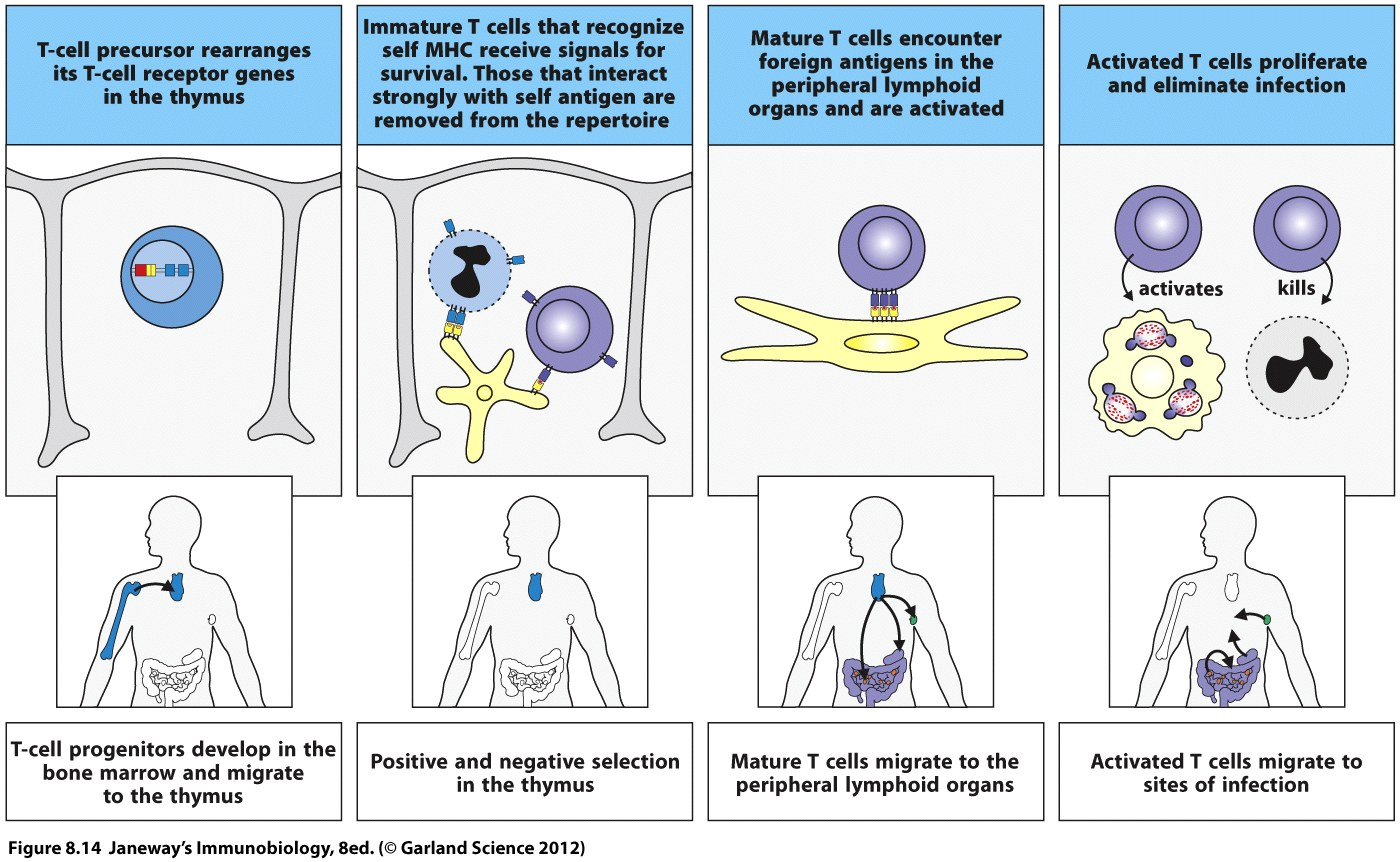 T-cell precursor rearranges
its T-cell receptor genes
in the thymus
Immature T cells that recognize
self MHC receive signals for
survival. Those that interact
strongly with self antigen are
removed from the repertoire
Mature T cells encounter
foreign antigens in the
peripheral lymphoid
organs and are activated
Activated T cells proliferate
and eliminate infection
activates
kills
T-cell progenitors develop in the
bone marrow and migrate
to the thymus
Positive and negative selection
in the thymus
Mature T cells migrate to the
peripheral lymphoid organs
Activated T cells migrate to
sites of infection
Figure 8.14 Janeway’s Immunobiology, 8ed. (© Garland Science 2012)